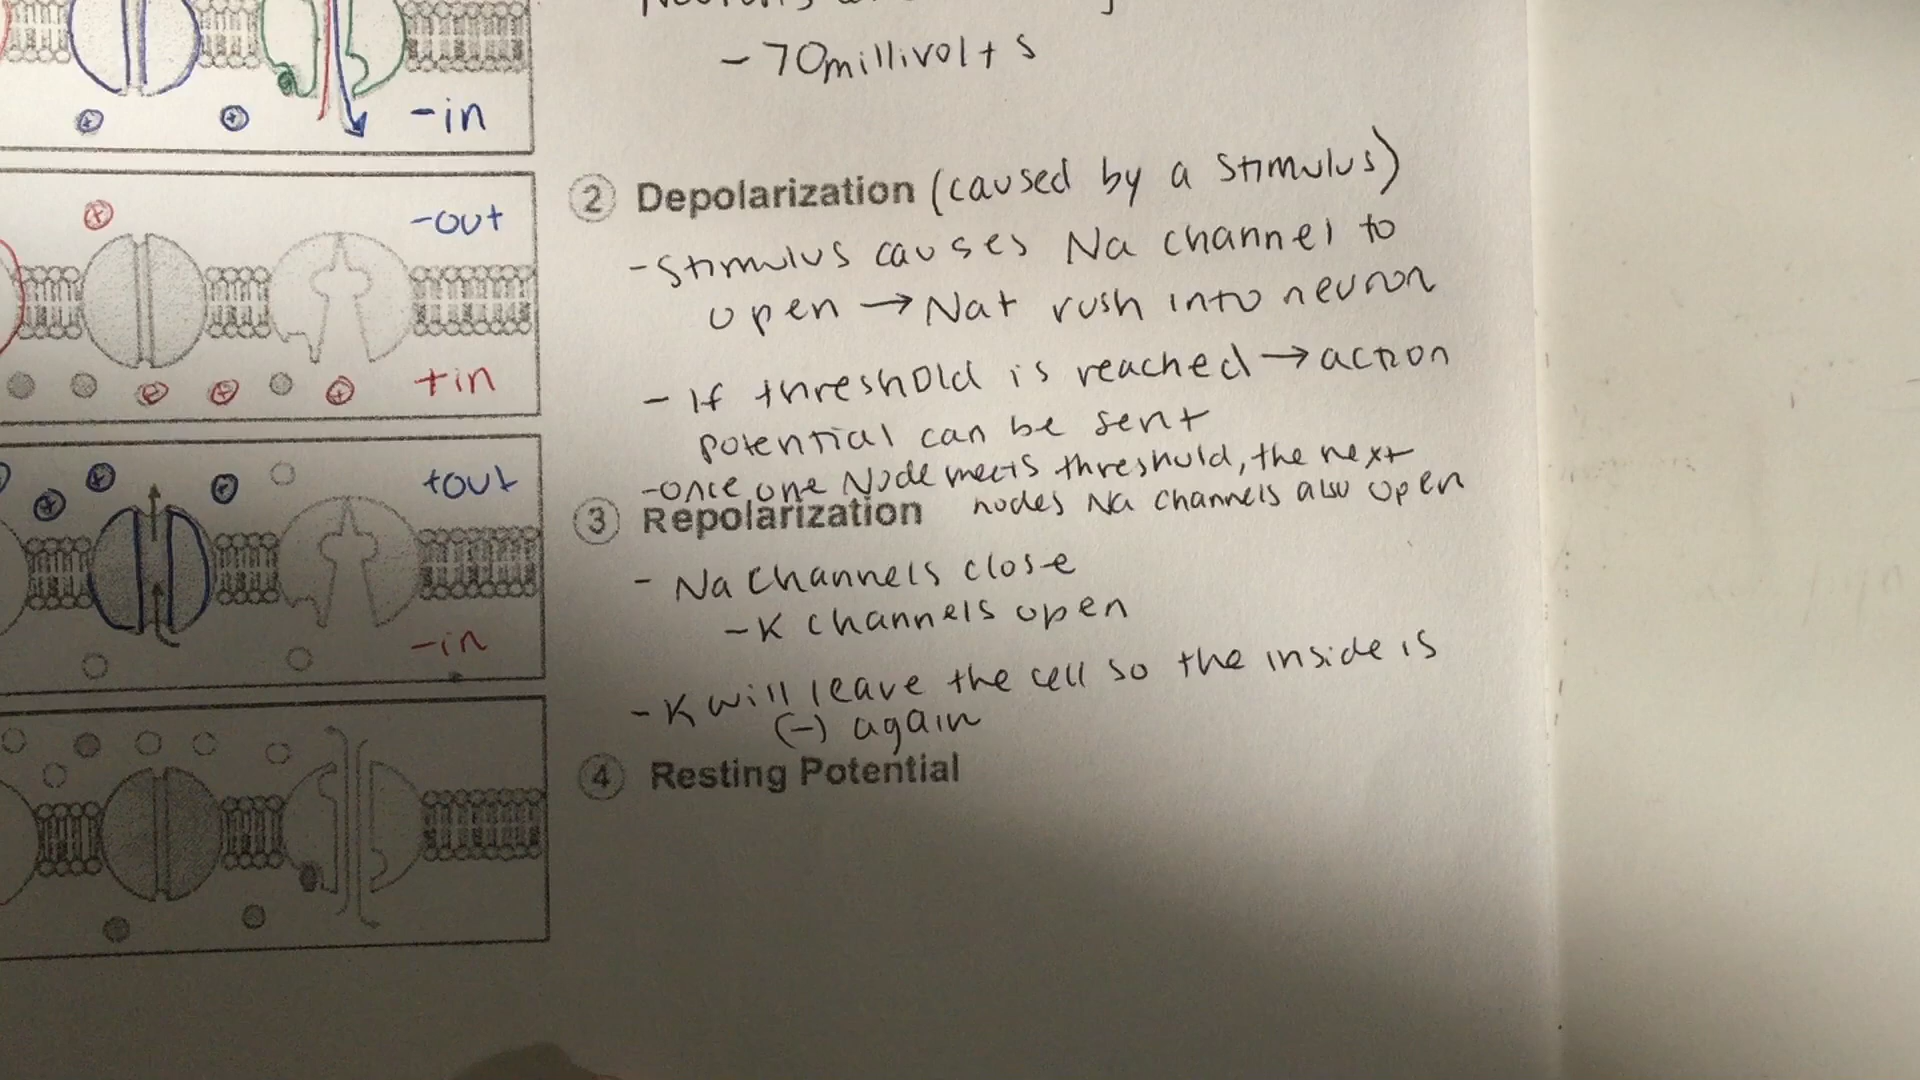 - 70millivolts
-in
② Depolarization (caused by a stimulus)
-out
- Stimulus causes Na channel to
open → Na+ rush into neuron
- If threshold is reached → action
+in
potential can be sent
- once one Node meets threshold, the next
nodes Na channels also open
+out
③ Repolarization
- Na channels close
- K channels open
-in
- K will leave the cell so the inside is
(-) again
④ Resting Potential